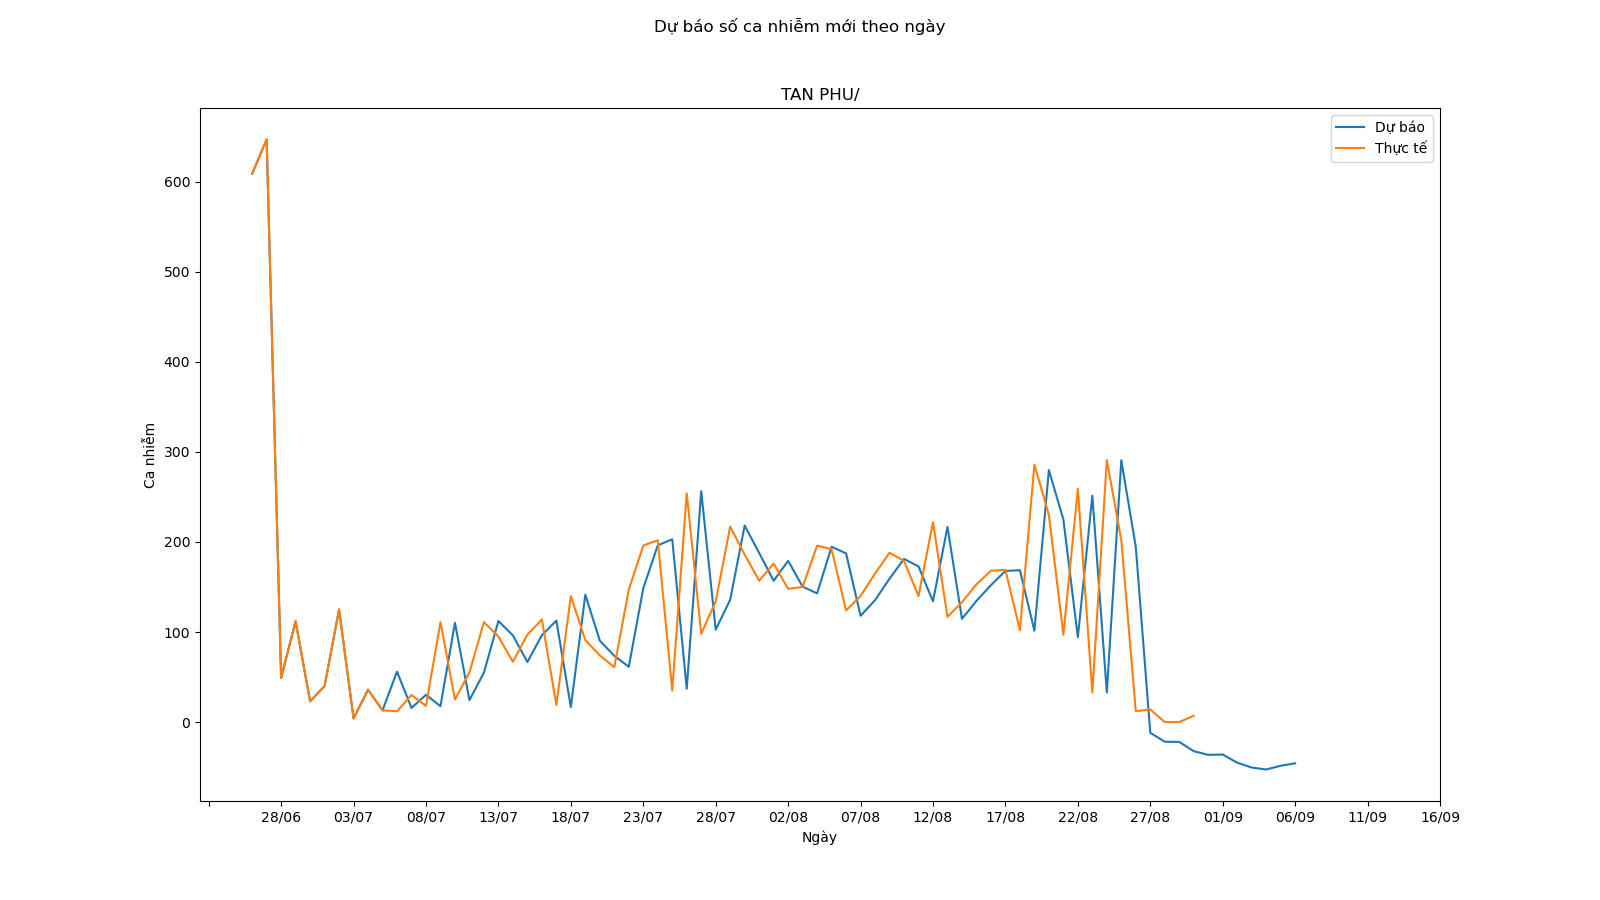 Dự báo số ca nhiễm mới theo ngày
TAN PHU/
Dự báo
Thực tế
600
500
400
300
200
100
0
Ca nhiễm
28/06 03/07 08/07 13/07 18/07 23/07 28/07 02/08 07/08 12/08 17/08 22/08 27/08 01/09 06/09 11/09 16/09
Ngày